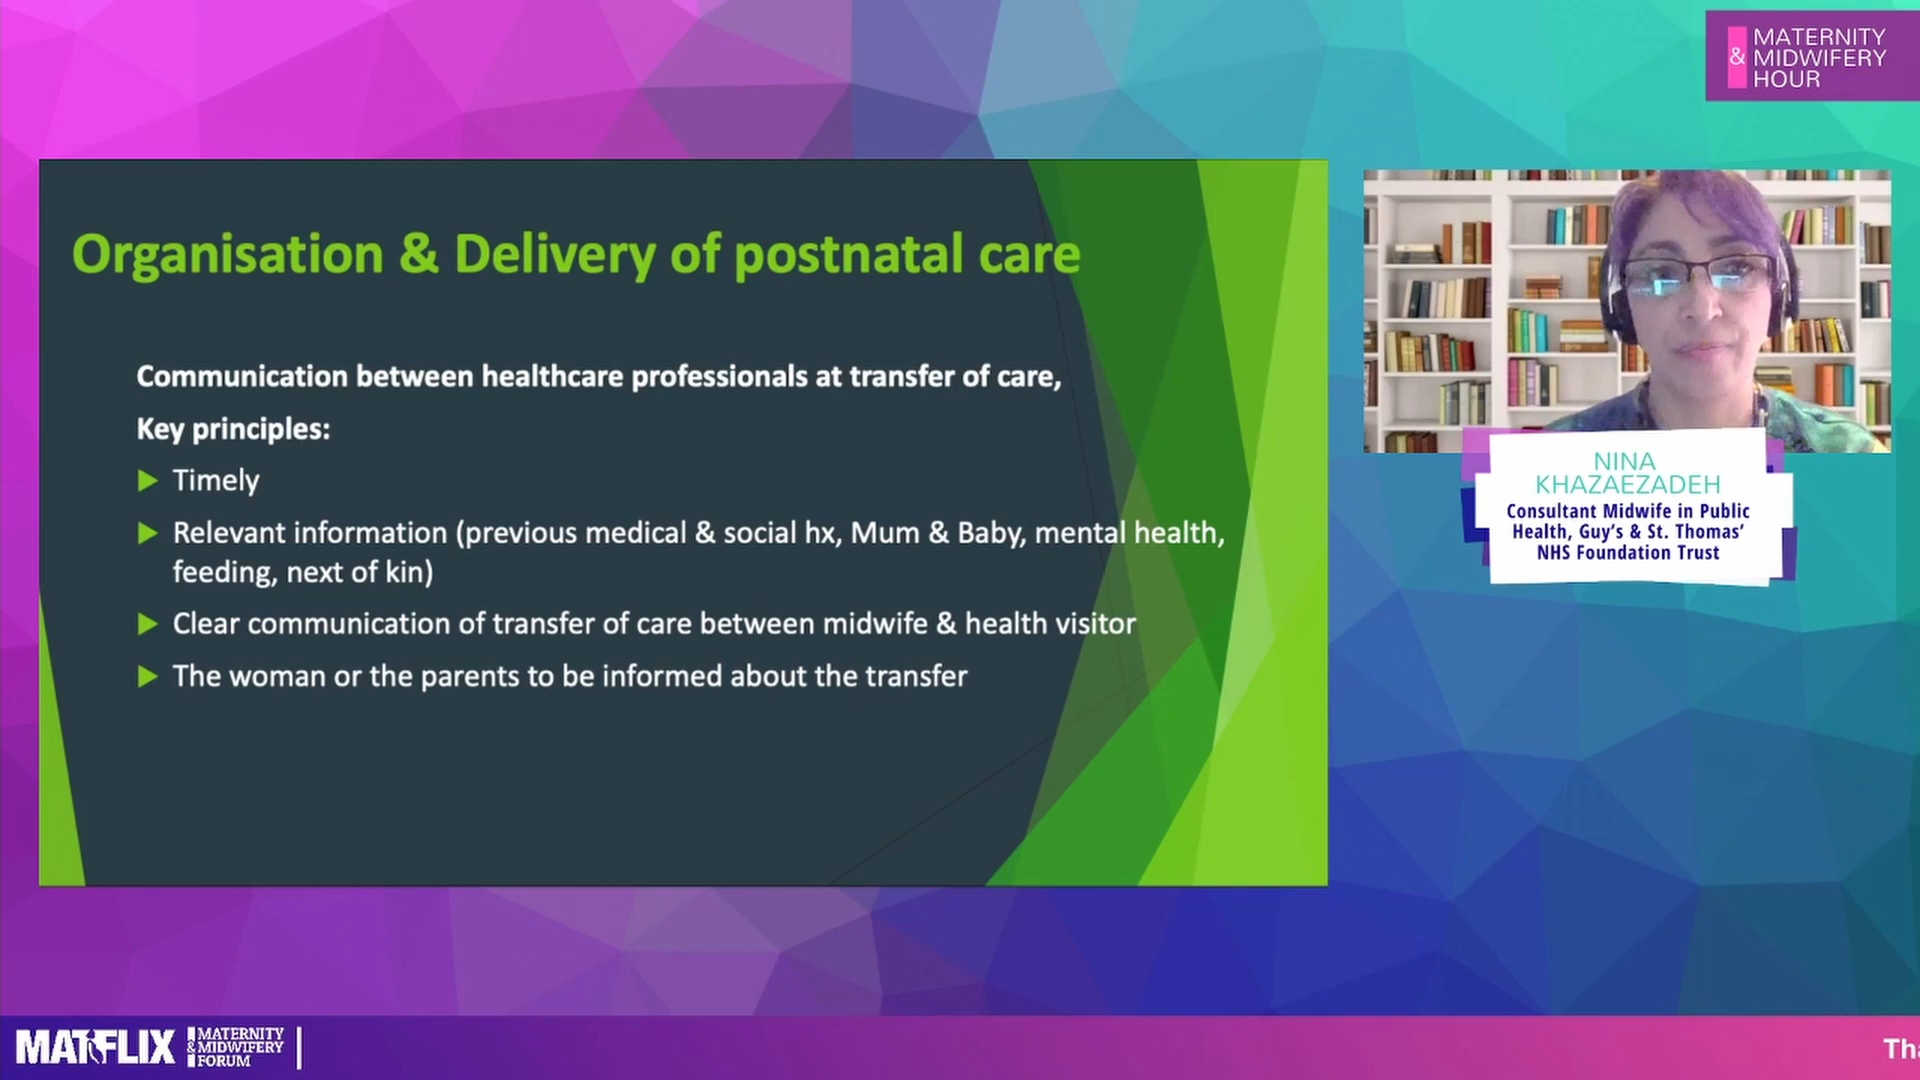 MATERNITY
& MIDWIFERY
HOUR
Organisation & Delivery of postnatal care
Communication between healthcare professionals at transfer of care,
Key principles:
Timely
Relevant information (previous medical & social hx, Mum & Baby, mental health,
feeding, next of kin)
Clear communication of transfer of care between midwife & health visitor
The woman or the parents to be informed about the transfer
NINA
KHAZAEZADEH
Consultant Midwife in Public
Health, Guy's & St. Thomas'
NHS Foundation Trust
MATFLIX
MATERNITY
& MIDWIFERY
FORUM